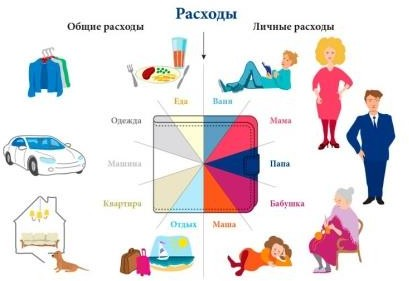 Расходы
Общие расходы
Личные расходы
Еда
Ваня
Одежда
Мама
Машина
Папа
Квартира
Бабушка
Отдых
Маша